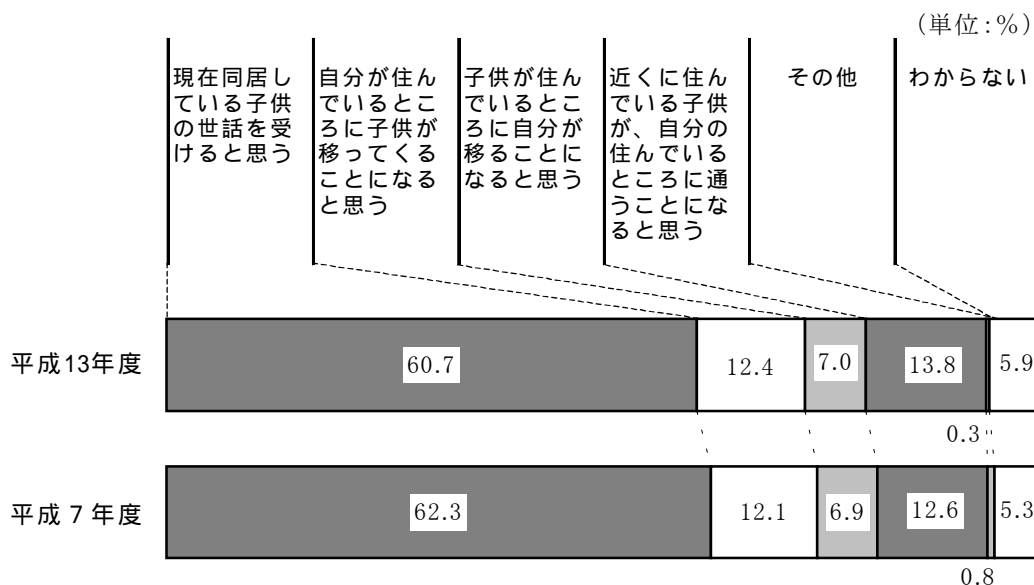 (単位:%)
現在同居し
ている子供
の世話を受
けると思う
自分が住ん
でいるとこ
ろに子供が
移ってくる
ことになる
と思う
子供が住ん
でいるとこ
ろに自分が
移ることに
なると思う
近くに住ん
でいる子供
が、自分の
住んでいる
ところに通
うことにな
ると思う
その他
わからない
平成13年度
60.7
12.4
7.0
13.8
5.9
0.3
平成7年度
62.3
12.1
6.9
12.6
5.3
0.8